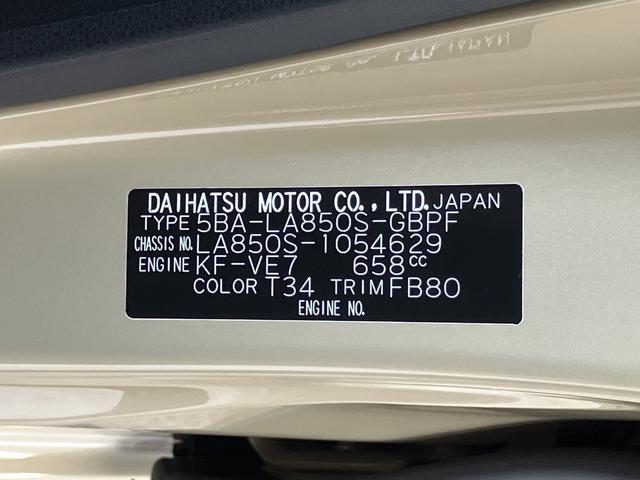 DAIHATSU MOTOR CO., LTD. JAPAN
TYPE 5BA-LA850S-GBPF
CHASSIS NO. LA850S-1054629
ENGINE KF-VE7 658cc
COLOR T34 TRIM FB80
ENGINE NO.